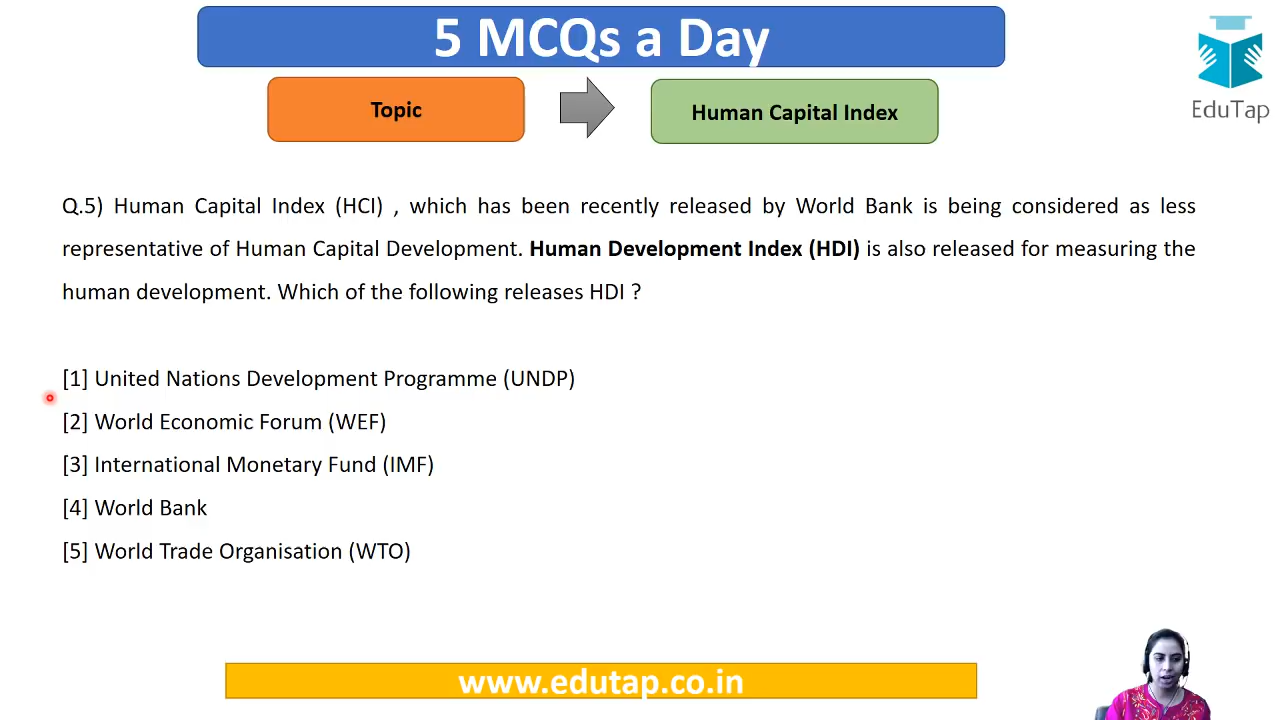 5 MCQs a Day
EduTap
Topic
Human Capital Index
Q.5) Human Capital Index (HCI) , which has been recently released by World Bank is being considered as less
representative of Human Capital Development. Human Development Index (HDI) is also released for measuring the
human development. Which of the following releases HDI ?
[1] United Nations Development Programme (UNDP)
[2] World Economic Forum (WEF)
[3] International Monetary Fund (IMF)
[4] World Bank
[5] World Trade Organisation (WTO)
www.edutap.co.in